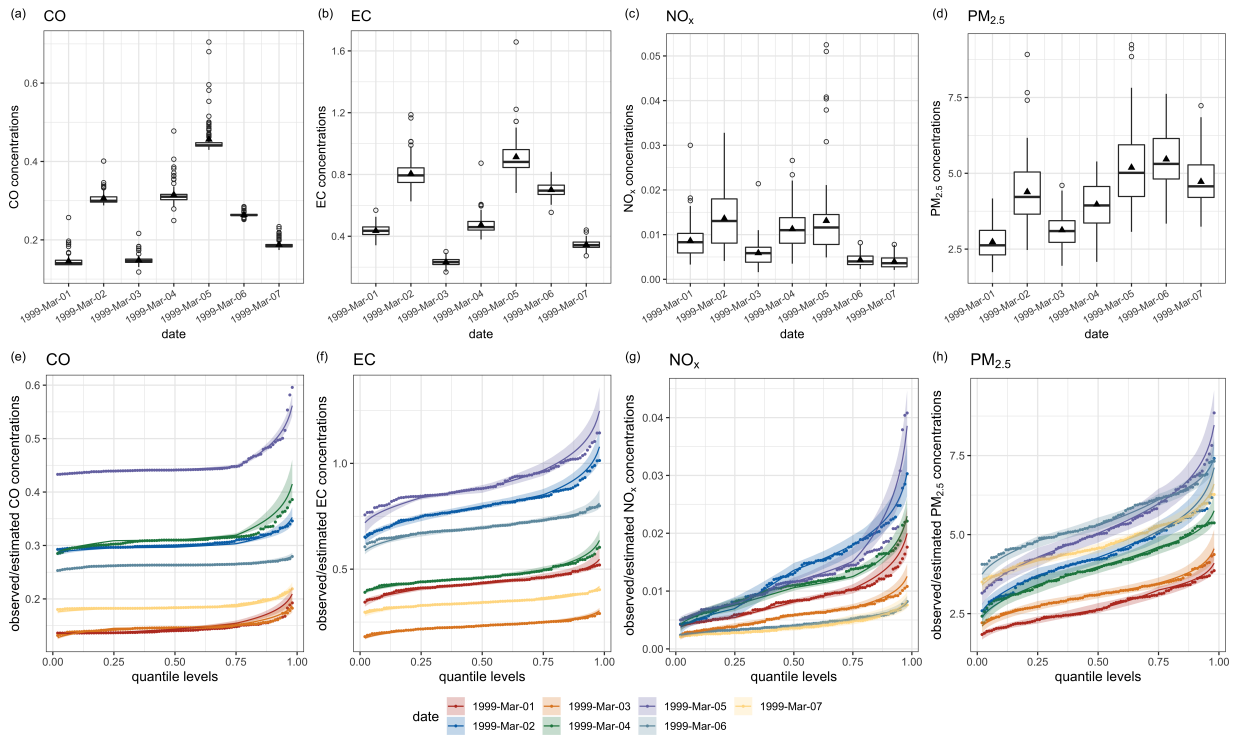 (a) CO
(b) EC
(c) NOx
(d) PM2.5
CO concentrations
0.6
0.4
0.2
1999-Mar-01
1999-Mar-02
1999-Mar-03
1999-Mar-04
1999-Mar-05
1999-Mar-06
1999-Mar-07
date
EC concentrations
1.6
1.2
0.8
0.4
1999-Mar-01
1999-Mar-02
1999-Mar-03
1999-Mar-04
1999-Mar-05
1999-Mar-06
1999-Mar-07
date
NOx concentrations
0.05
0.04
0.03
0.02
0.01
0.00
1999-Mar-01
1999-Mar-02
1999-Mar-03
1999-Mar-04
1999-Mar-05
1999-Mar-06
1999-Mar-07
date
PM2.5 concentrations
7.5
5.0
2.5
1999-Mar-01
1999-Mar-02
1999-Mar-03
1999-Mar-04
1999-Mar-05
1999-Mar-06
1999-Mar-07
date
(e) CO
(f) EC
(g) NOx
(h) PM2.5
observed/estimated CO concentrations
0.6
0.5
0.4
0.3
0.2
0.00 0.25 0.50 0.75 1.00
quantile levels
observed/estimated EC concentrations
1.0
0.5
0.00 0.25 0.50 0.75 1.00
quantile levels
observed/estimated NOx concentrations
0.04
0.03
0.02
0.01
0.00
0.00 0.25 0.50 0.75 1.00
quantile levels
observed/estimated PM2.5 concentrations
7.5
5.0
2.5
0.00 0.25 0.50 0.75 1.00
quantile levels
date
1999-Mar-01 1999-Mar-03 1999-Mar-05 1999-Mar-07
1999-Mar-02 1999-Mar-04 1999-Mar-06